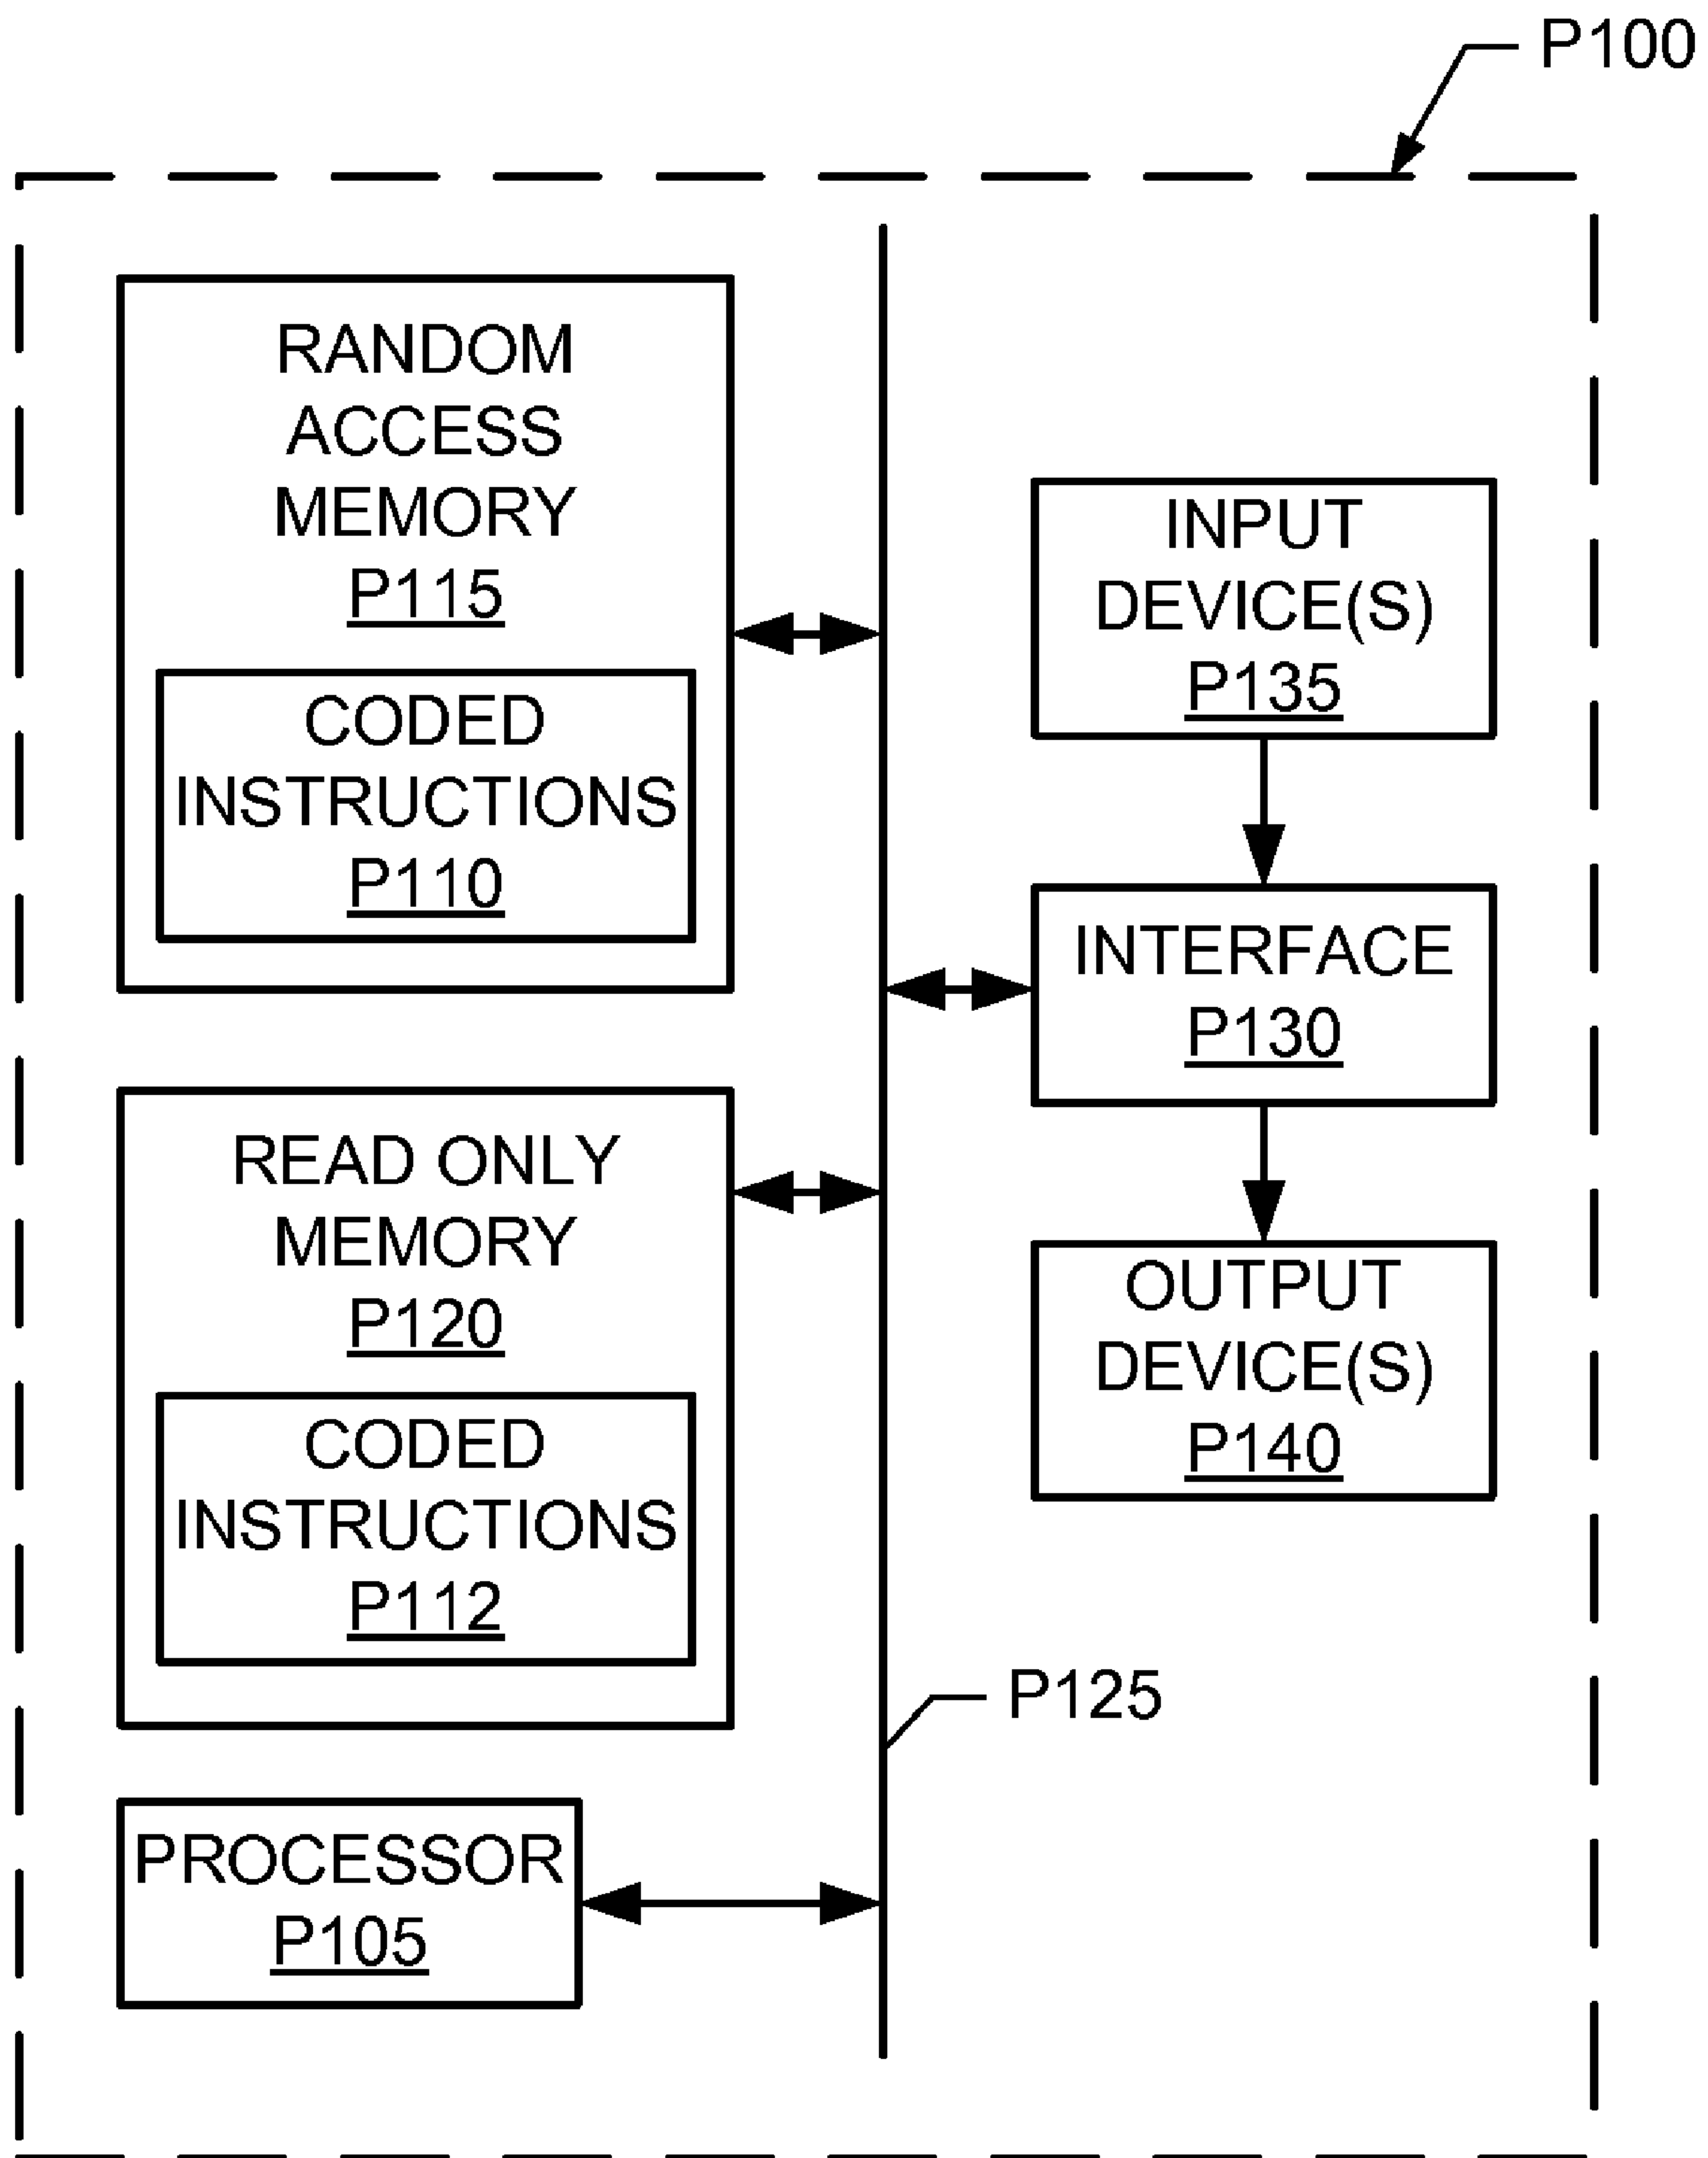 P100
RANDOM
ACCESS
MEMORY
P115
CODED
INSTRUCTIONS
P110
READ ONLY
MEMORY
P120
CODED
INSTRUCTIONS
P112
PROCESSOR
P105
INPUT
DEVICE(S)
P135
INTERFACE
P130
OUTPUT
DEVICE(S)
P140
P125